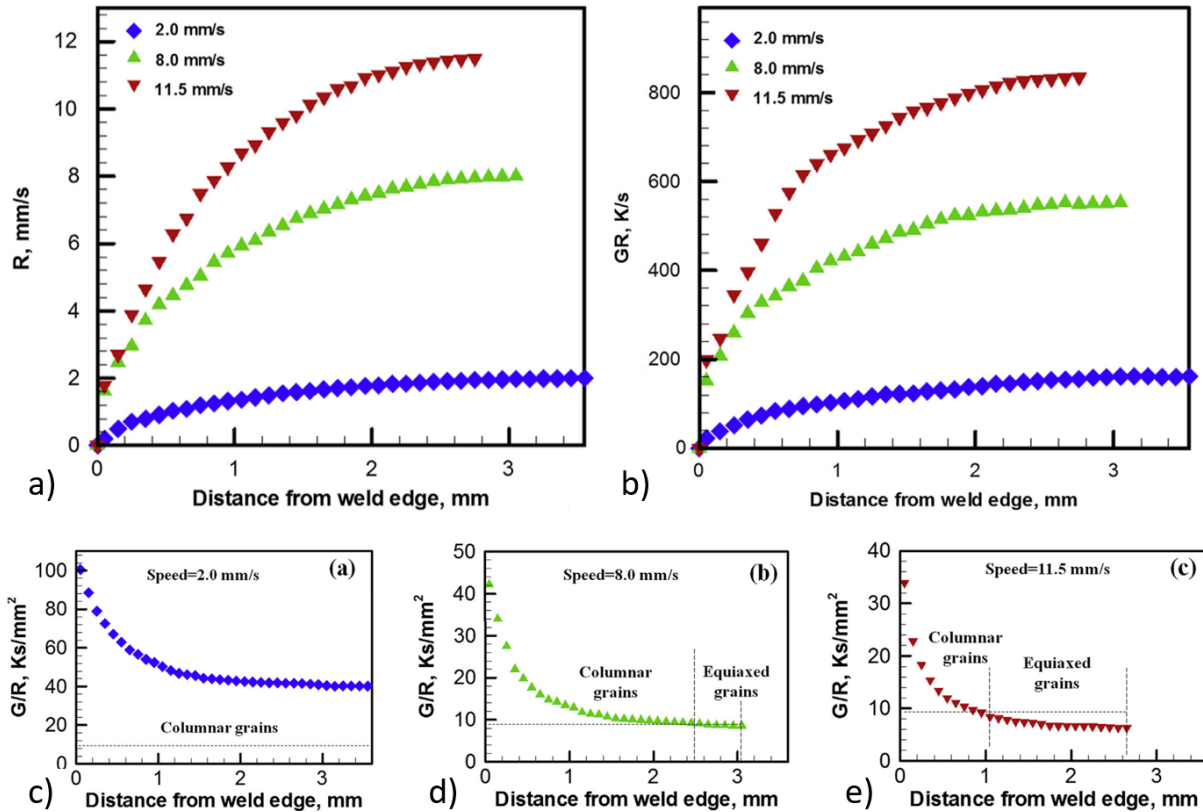 12
10
8
6
4
2
0
R, mm/s
2.0 mm/s
8.0 mm/s
11.5 mm/s
0 1 2 3
Distance from weld edge, mm
a)
800
600
400
200
0
GR, K/s
2.0 mm/s
8.0 mm/s
11.5 mm/s
0 1 2 3
Distance from weld edge, mm
b)
100
80
60
40
20
0
G/R, Ks/mm²
Speed=2.0 mm/s
(a)
Columnar grains
0 1 2 3
Distance from weld edge, mm
c)
50
40
30
20
10
0
G/R, Ks/mm²
Speed=8.0 mm/s
(b)
Columnar
grains
Equiaxed
grains
0 1 2 3
Distance from weld edge, mm
d)
40
30
20
10
0
G/R, Ks/mm²
Speed=11.5 mm/s
(c)
Columnar
grains
Equiaxed
grains
0 1 2 3
Distance from weld edge, mm
e)